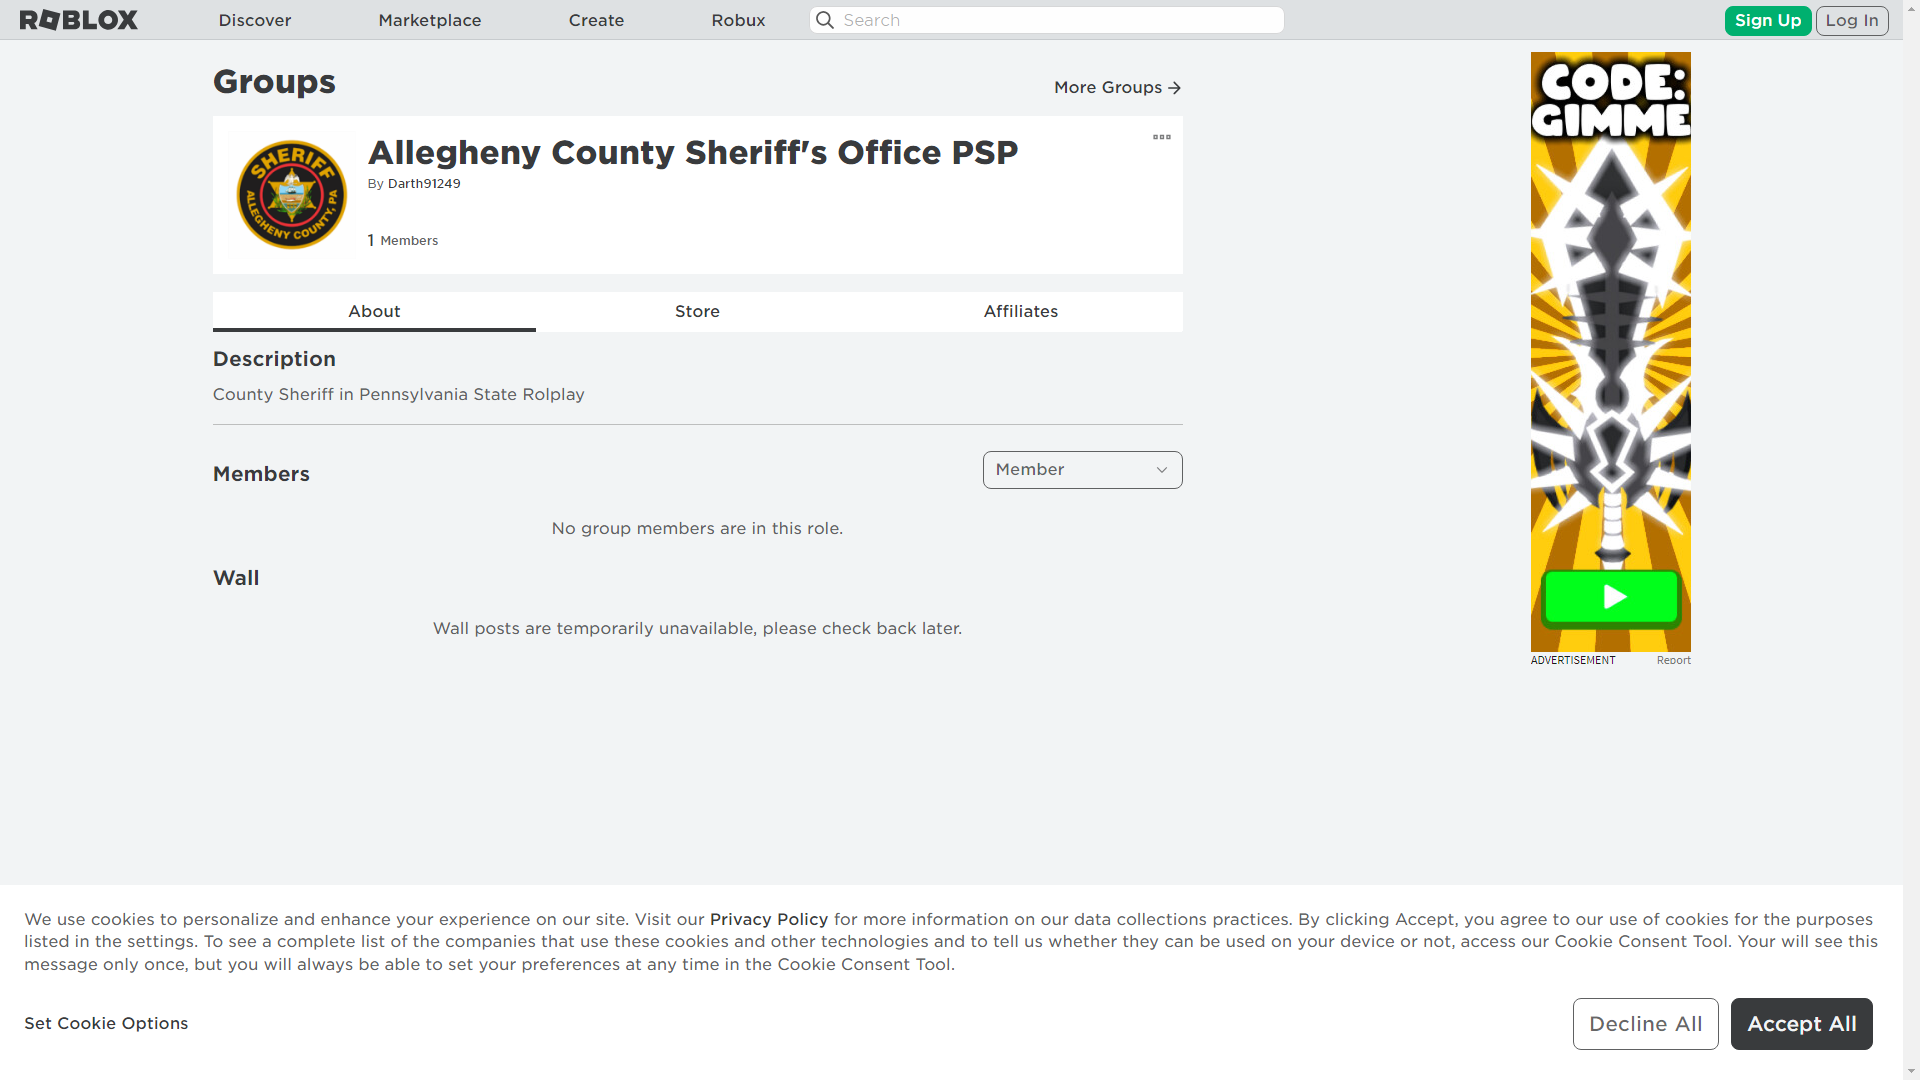 ROBLOX
Discover
Marketplace
Create
Robux
Search
Sign Up
Log In
Groups
More Groups
SHERIFF
ALLEGHENY COUNTY, PA
Allegheny County Sheriff's Office PSP
By Darth91249
1 Members
About
Store
Affiliates
Description
County Sheriff in Pennsylvania State Rolplay
Members
Member
No group members are in this role.
Wall
Wall posts are temporarily unavailable, please check back later.
CODE:
GIMME
ADVERTISEMENT
Report
We use cookies to personalize and enhance your experience on our site. Visit our Privacy Policy for more information on our data collections practices. By clicking Accept, you agree to our use of cookies for the purposes
listed in the settings. To see a complete list of the companies that use these cookies and other technologies and to tell us whether they can be used on your device or not, access our Cookie Consent Tool. Your will see this
message only once, but you will always be able to set your preferences at any time in the Cookie Consent Tool.
Set Cookie Options
Decline All
Accept All